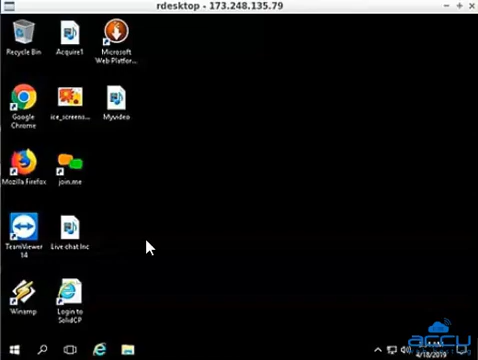 rdesktop - 173.248.135.79
Recycle Bin
Acquire1
Microsoft
Web Platfor...
Google
Chrome
ice_screens...
Myvideo
Mozilla Firefox
join.me
TeamViewer
14
Live chat Inc
Winamp
Login to
SolidCP
ACCU
4/18/2019